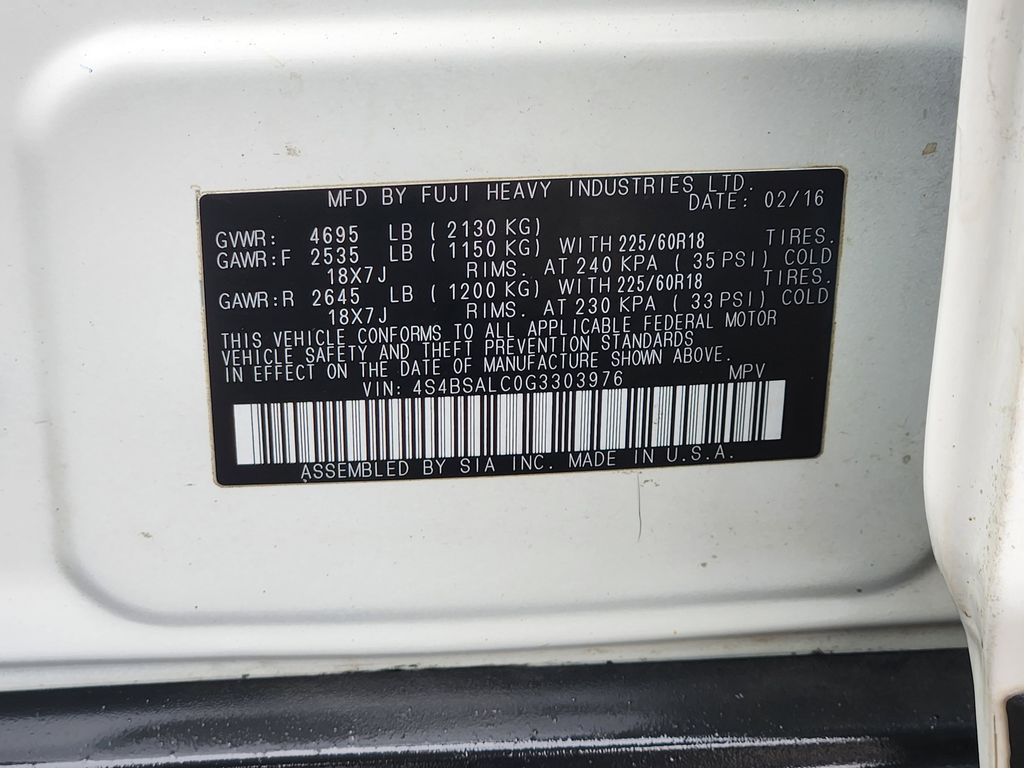 MFD BY FUJI HEAVY INDUSTRIES LTD.
DATE: 02/16
GVWR: 4695 LB ( 2130 KG)
GAWR:F 2535 LB ( 1150 KG) WITH 225/60R18 TIRES.
18X7J RIMS. AT 240 KPA ( 35 PSI) COLD
GAWR:R 2645 LB ( 1200 KG) WITH 225/60R18 TIRES.
18X7J RIMS. AT 230 KPA ( 33 PSI) COLD
THIS VEHICLE CONFORMS TO ALL APPLICABLE FEDERAL MOTOR
VEHICLE SAFETY AND THEFT PREVENTION STANDARDS
IN EFFECT ON THE DATE OF MANUFACTURE SHOWN ABOVE.
VIN: 4S4BSALC0G3303976 MPV
ASSEMBLED BY SIA INC. MADE IN U.S.A.